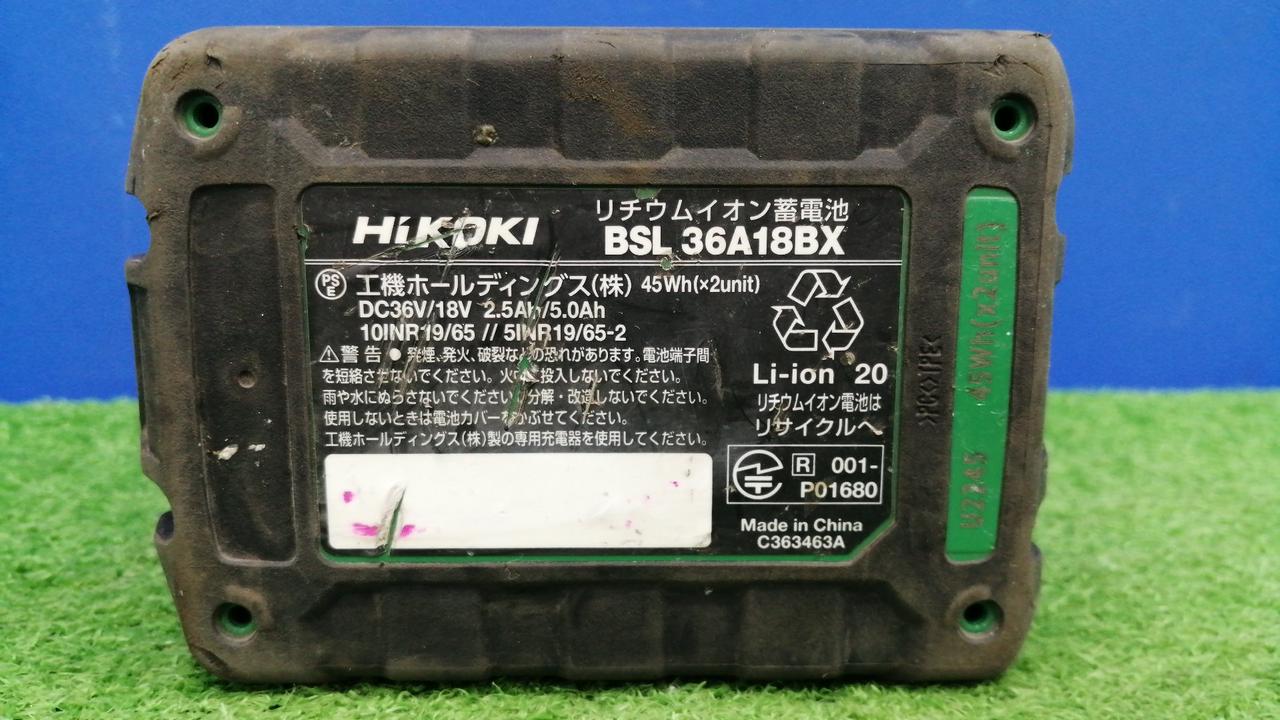 HiKOKI
リチウムイオン蓄電池
BSL 36A18BX
PS
E
工機ホールディングス(株) 45Wh(×2unit)
DC36V/18V 2.5Ah/5.0Ah
10INR19/65 // 5INR19/65-2
⚠警告 ● 発煙、発火、破裂などの恐れがあります。電池端子間
を短絡させないでください。火中に投入しないでください。
雨や水にぬらさないでください。分解・改造しないでください。
使用しないときは電池カバーをかぶせてください。
工機ホールディングス(株)製の専用充電器を使用してください。
Li-ion 20
リチウムイオン電池は
リサイクルへ
R 001-
P01680
Made in China
C363463A
>PC<>TPE<
45Wh(x2unit)